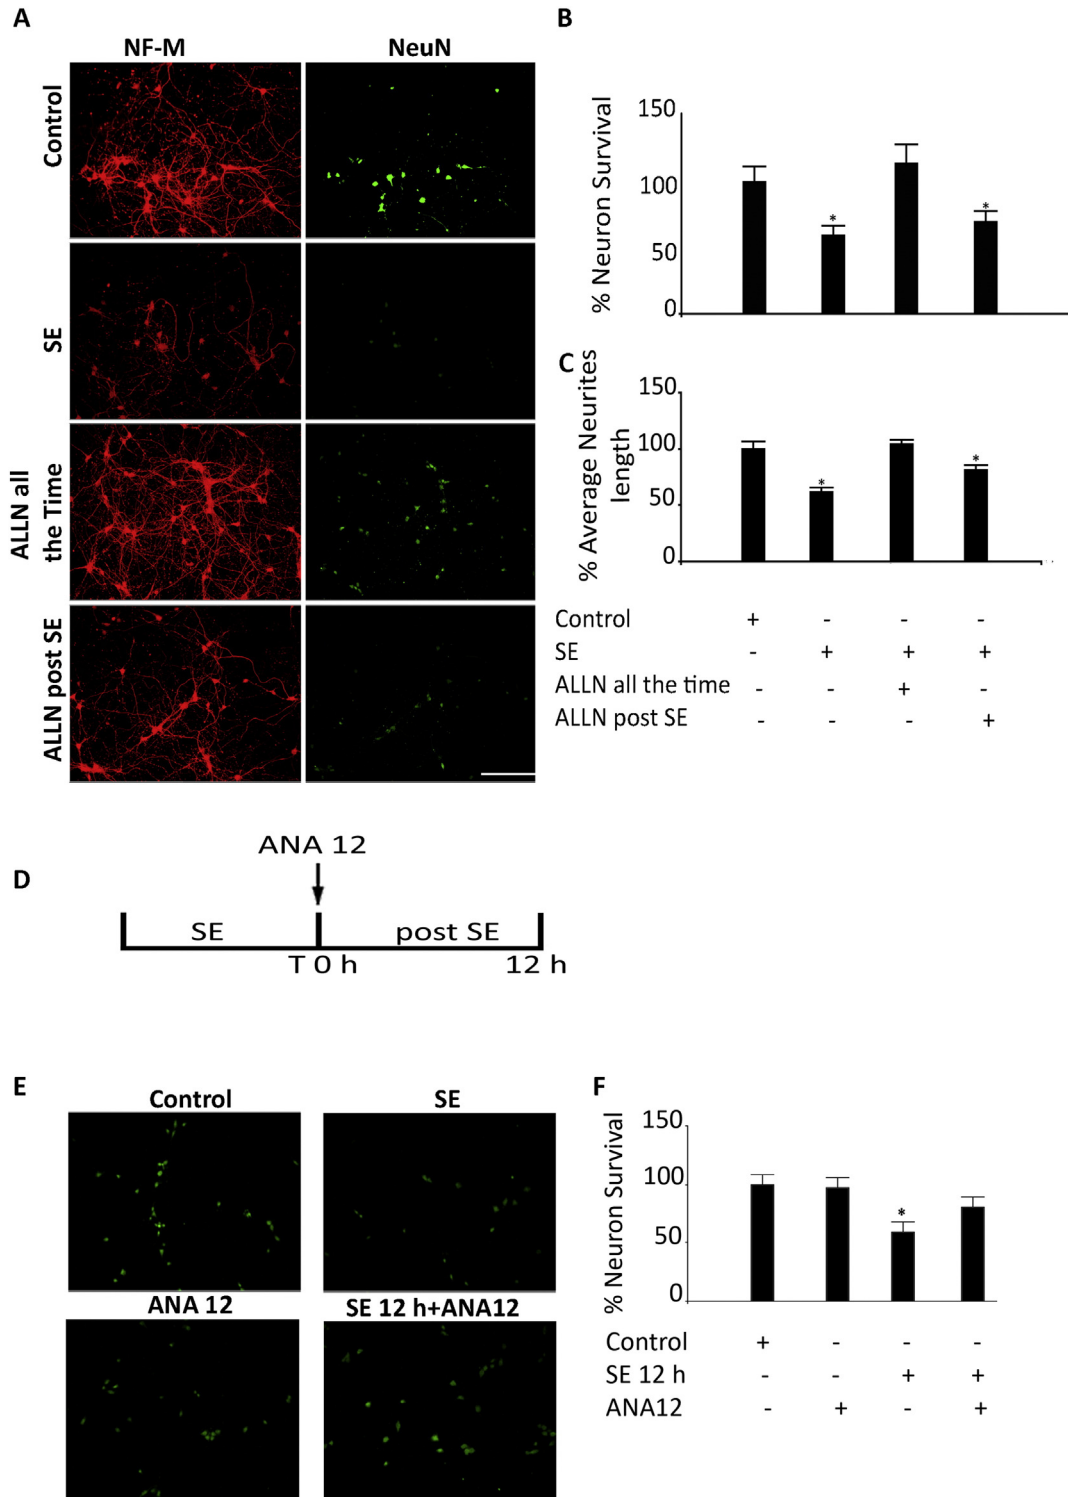 A
NF-M NeuN
Control
SE
ALLN all
the Time
ALLN post SE
B
% Neuron Survival
150
100
50
0
C
% Average Neurites
length
150
100
50
0
Control + - - -
SE - + + +
ALLN all the time - - + -
ALLN post SE - - - +
* *
* *
D
ANA 12
SE post SE
T 0 h 12 h
E
Control SE
ANA 12 SE 12 h+ANA12
F
% Neuron Survival
150
100
50
0
*
Control + - - -
SE 12 h - - + +
ANA12 - + - +